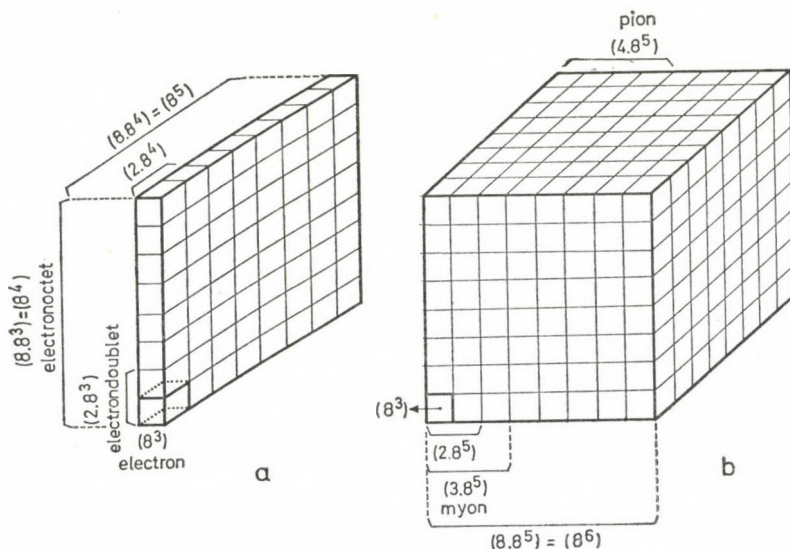 (8.8⁴) = (8⁵)
(2.8⁴)
(8.8³)=(8⁴)
electronoctet
(2.8³)
electrondoublet
(8³)
electron
a
pion
(4.8⁵)
(8³)
(2.8⁵)
(3.8⁵)
myon
(8.8⁵) = (8⁶)
b